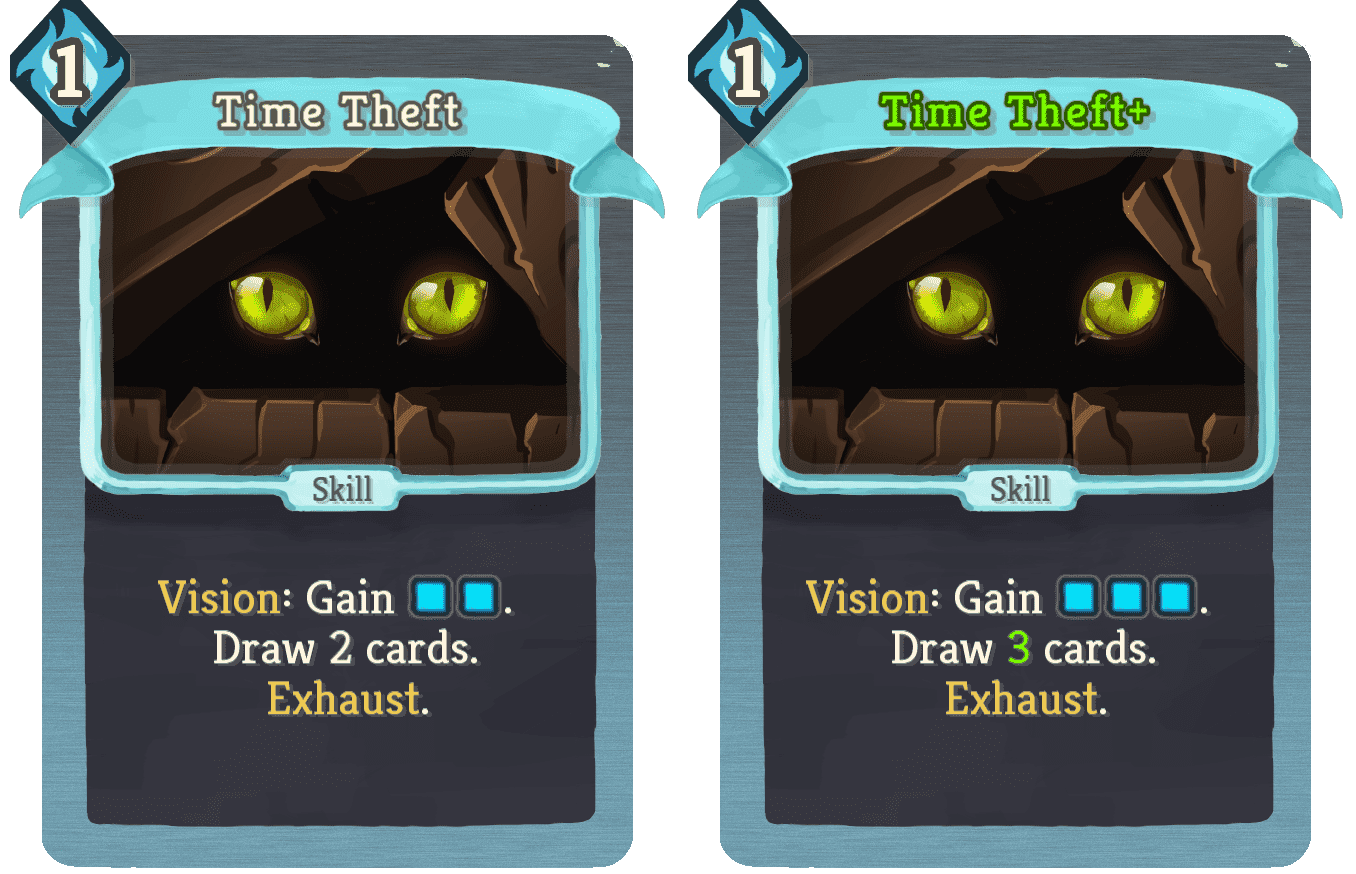 1
Time Theft
Skill
Vision: Gain .
Draw 2 cards.
Exhaust.
1
Time Theft+
Skill
Vision: Gain .
Draw 3 cards.
Exhaust.